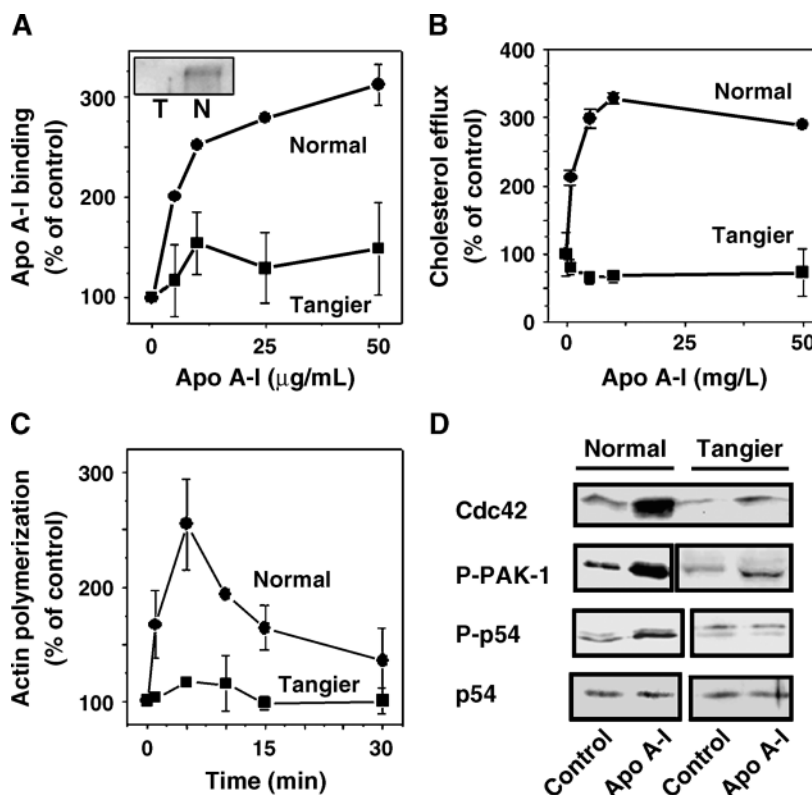 A
Apo A-I binding
(% of control)
300
200
100
T N
Normal
Tangier
0 25 50
Apo A-I (µg/mL)
B
Cholesterol efflux
(% of control)
400
300
200
100
0
Normal
Tangier
0 25 50
Apo A-I (mg/L)
C
Actin polymerization
(% of control)
300
200
100
Normal
Tangier
0 15 30
Time (min)
D
Normal Tangier
Cdc42
P-PAK-1
P-p54
p54
Control Apo A-I Control Apo A-I